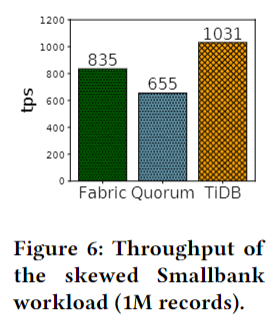 1200
1000
800
600
400
200
0
tps
835
655
1031
Fabric Quorum TiDB
Figure 6: Throughput of
the skewed Smallbank
workload (1M records).